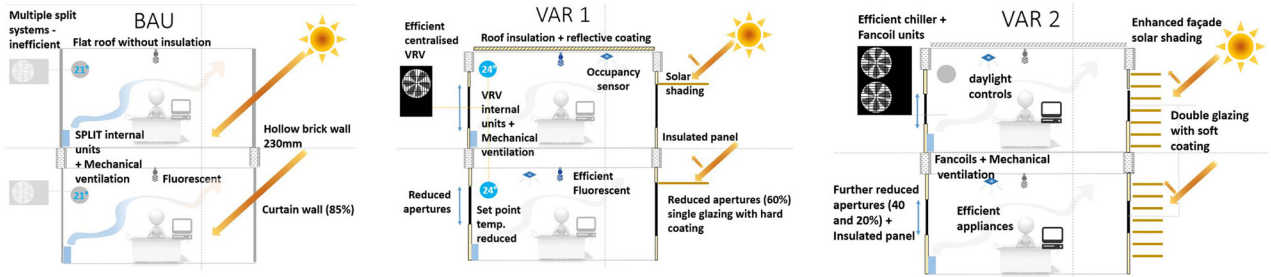 BAU
Multiple split
systems -
inefficient
Flat roof without insulation
21°
SPLIT internal
units
+ Mechanical
ventilation
Hollow brick wall
230mm
Fluorescent
21°
Curtain wall (85%)
VAR 1
Efficient
centralised
VRV
Roof insulation + reflective coating
24°
Occupancy
sensor
Solar
shading
VRV
internal
units +
Mechanical
ventilation
Insulated panel
Efficient
Fluorescent
24°
Reduced
apertures
Set point
temp.
reduced
Reduced apertures (60%)
single glazing with hard
coating
VAR 2
Efficient chiller +
Fancoil units
Enhanced façade
solar shading
daylight
controls
Double glazing
with soft
coating
Fancoils + Mechanical
ventilation
Further reduced
apertures (40
and 20%) +
Insulated panel
Efficient
appliances